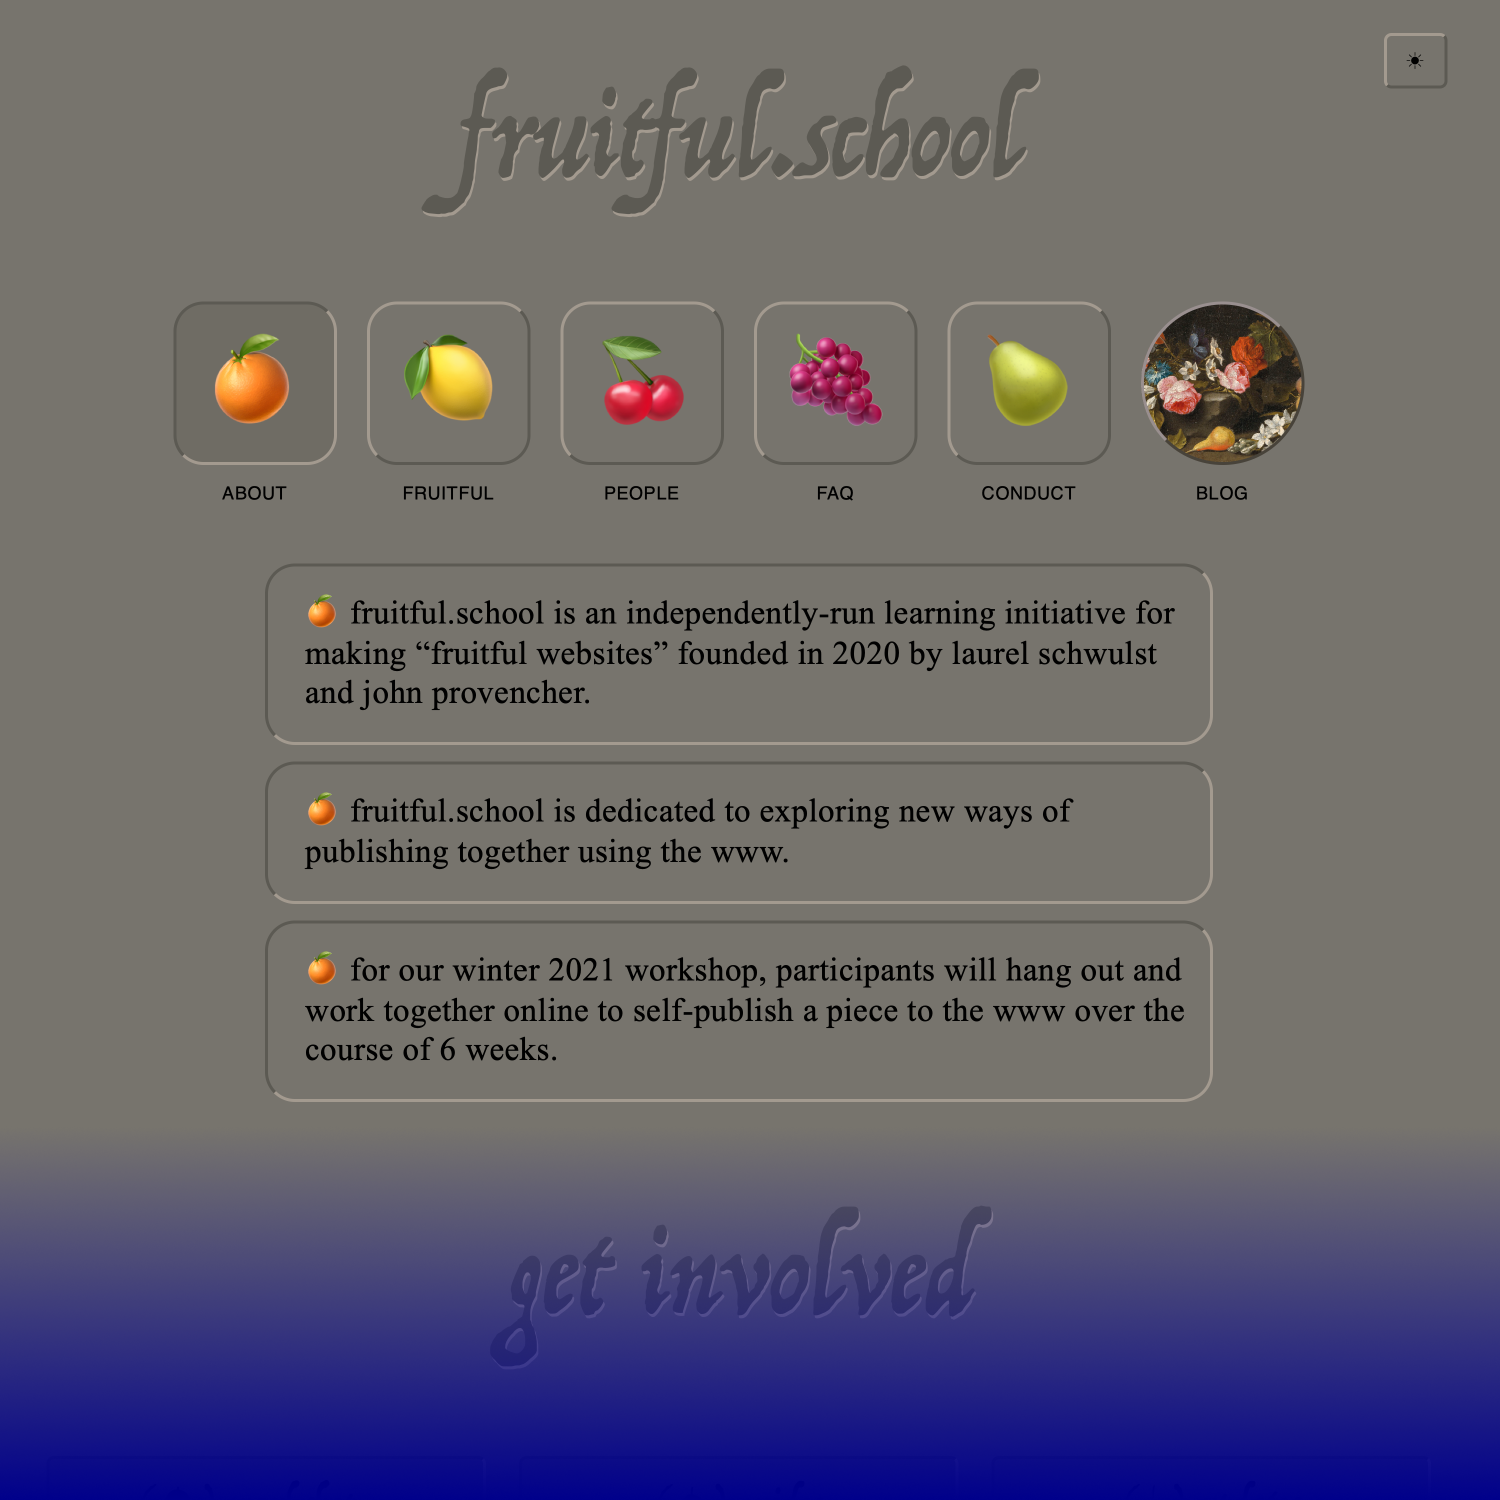 fruitful.school
ABOUT
FRUITFUL
PEOPLE
FAQ
CONDUCT
BLOG
fruitful.school is an independently-run learning initiative for
making “fruitful websites” founded in 2020 by laurel schwulst
and john provencher.
fruitful.school is dedicated to exploring new ways of
publishing together using the www.
for our winter 2021 workshop, participants will hang out and
work together online to self-publish a piece to the www over the
course of 6 weeks.
get involved